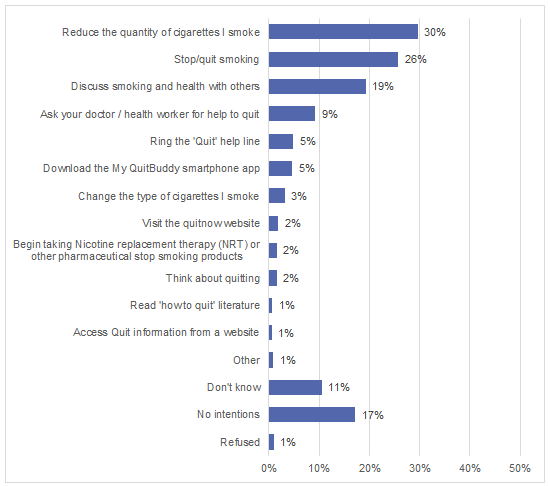 Reduce the quantity of cigarettes I smoke 30%
Stop/quit smoking 26%
Discuss smoking and health with others 19%
Ask your doctor / health worker for help to quit 9%
Ring the 'Quit' help line 5%
Download the My QuitBuddy smartphone app 5%
Change the type of cigarettes I smoke 3%
Visit the quitnow website 2%
Begin taking Nicotine replacement therapy (NRT) or
other pharmaceutical stop smoking products 2%
Think about quitting 2%
Read 'how to quit' literature 1%
Access Quit information from a website 1%
Other 1%
Don't know 11%
No intentions 17%
Refused 1%
0% 10% 20% 30% 40% 50%